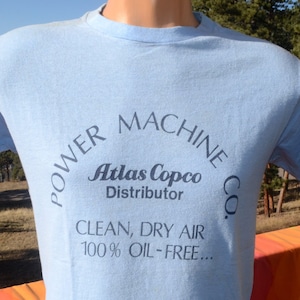 POWER MACHINE CO.
Atlas Copco
Distributor
CLEAN, DRY AIR
100% OIL-FREE...